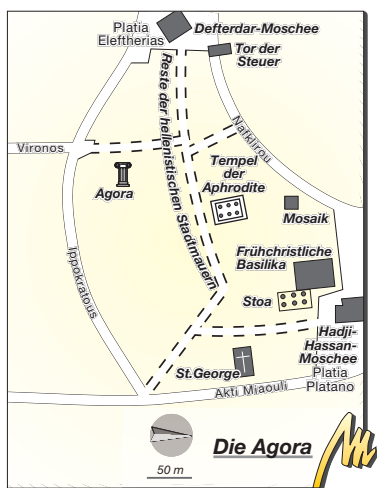 Platia
Eleftherias
Defterdar-Moschee
Tor der
Steuer
Reste der hellenistischen Stadtmauern
Nafklirou
Vironos
Agora
Tempel
der
Aphrodite
Mosaik
Ippokratous
Frühchristliche
Basilika
Stoa
Hadji-
Hassan-
Moschee
Platia
Platano
St.George
Akti Miaouli
Die Agora
50 m